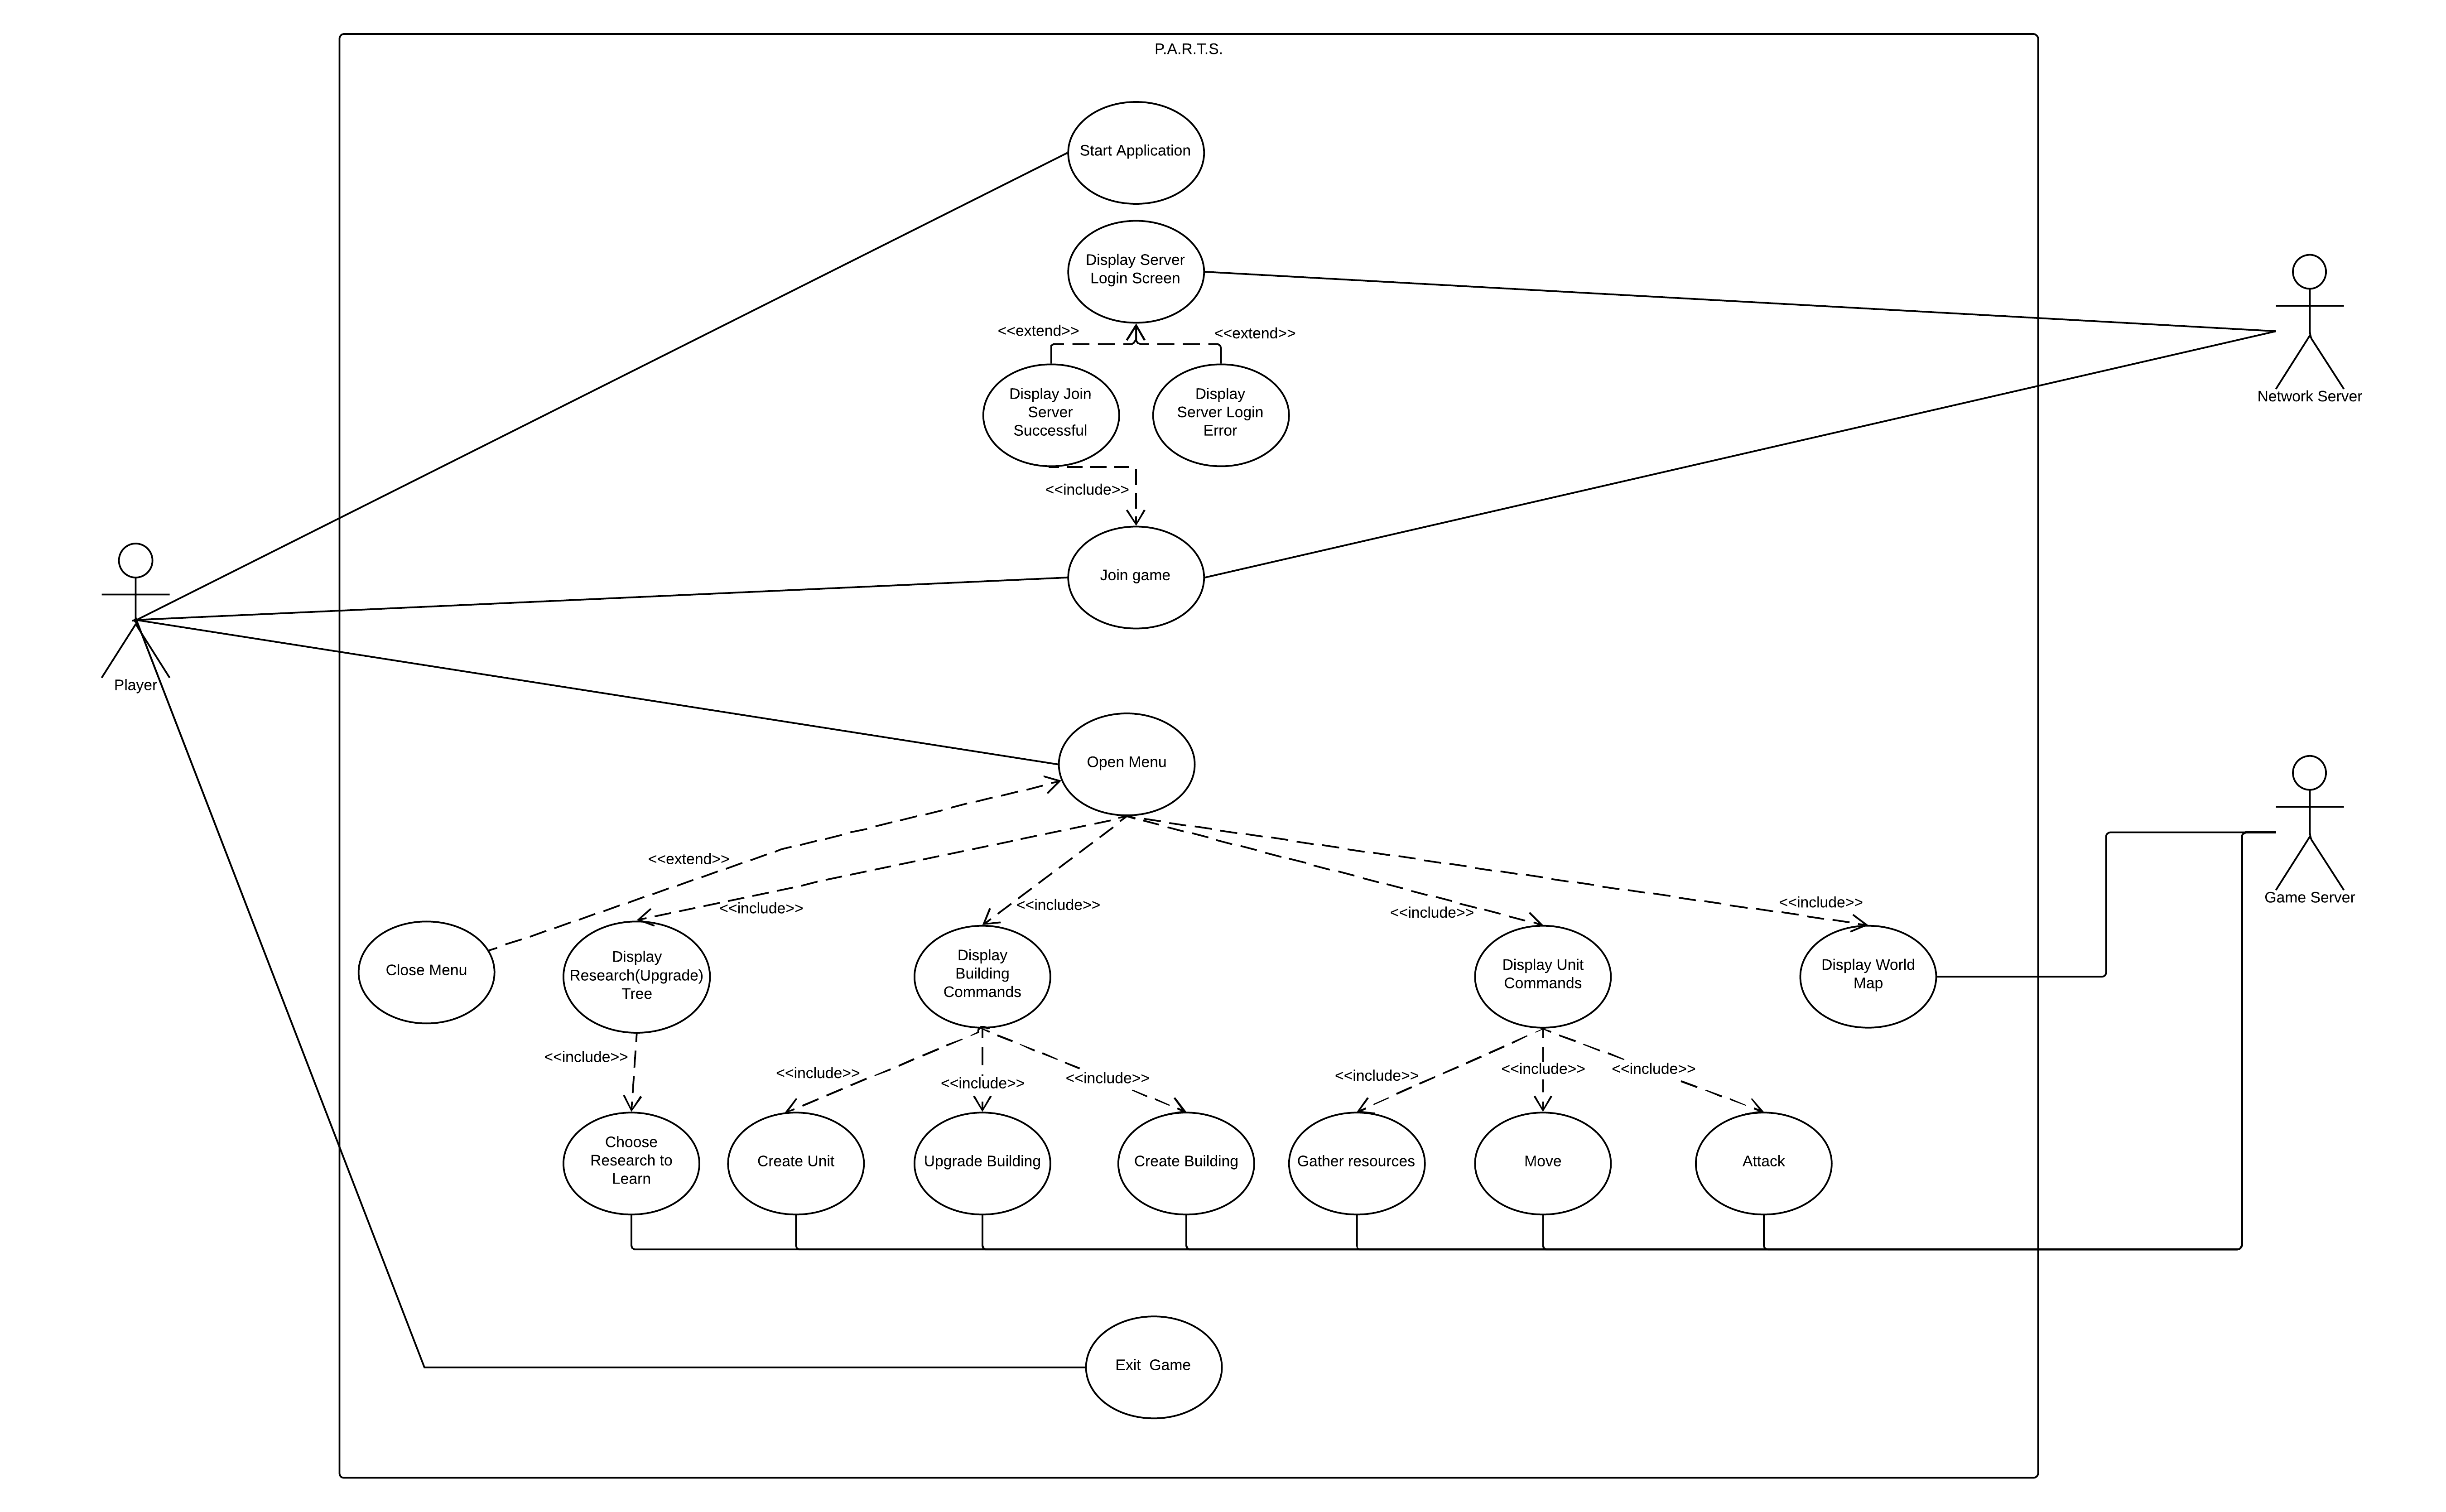 P.A.R.T.S.
Start Application
Display Server
Login Screen
<<extend>>
<<extend>>
Display Join
Server
Successful
Display
Server Login
Error
Network Server
<<include>>
Join game
Player
Open Menu
<<extend>>
<<include>>
<<include>>
<<include>>
<<include>>
Game Server
Close Menu
Display
Research(Upgrade)
Tree
Display
Building
Commands
Display Unit
Commands
Display World
Map
<<include>>
<<include>>
<<include>>
<<include>>
<<include>>
<<include>>
<<include>>
Choose
Research to
Learn
Create Unit
Upgrade Building
Create Building
Gather resources
Move
Attack
Exit  Game